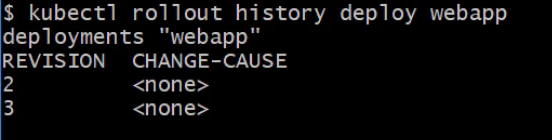 $ kubectl rollout history deploy webapp
deployments "webapp"
REVISION  CHANGE-CAUSE
2         <none>
3         <none>